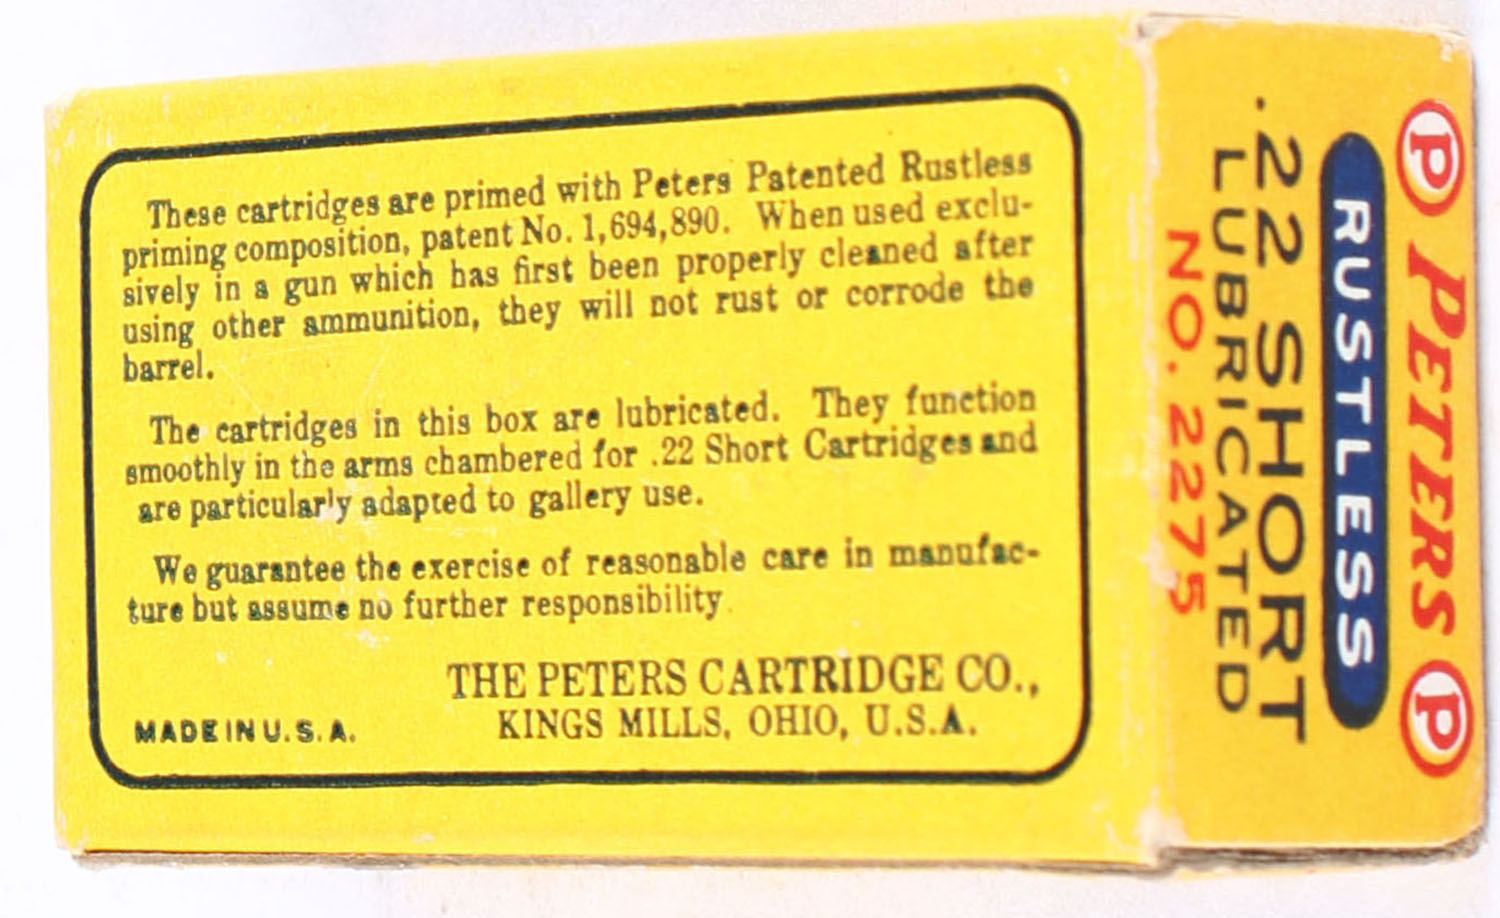 These cartridges are primed with Peters Patented Rustless
priming composition, patent No. 1,694,890. When used exclu-
sively in a gun which has first been properly cleaned after
using other ammunition, they will not rust or corrode the
barrel.
The cartridges in this box are lubricated. They function
smoothly in the arms chambered for .22 Short Cartridges and
are particularly adapted to gallery use.
We guarantee the exercise of reasonable care in manufac-
ture but assume no further responsibility.
THE PETERS CARTRIDGE CO.,
KINGS MILLS, OHIO, U.S.A.
MADE IN U.S.A.
P PETERS P
RUSTLESS
.22 SHORT
LUBRICATED
NO. 2275